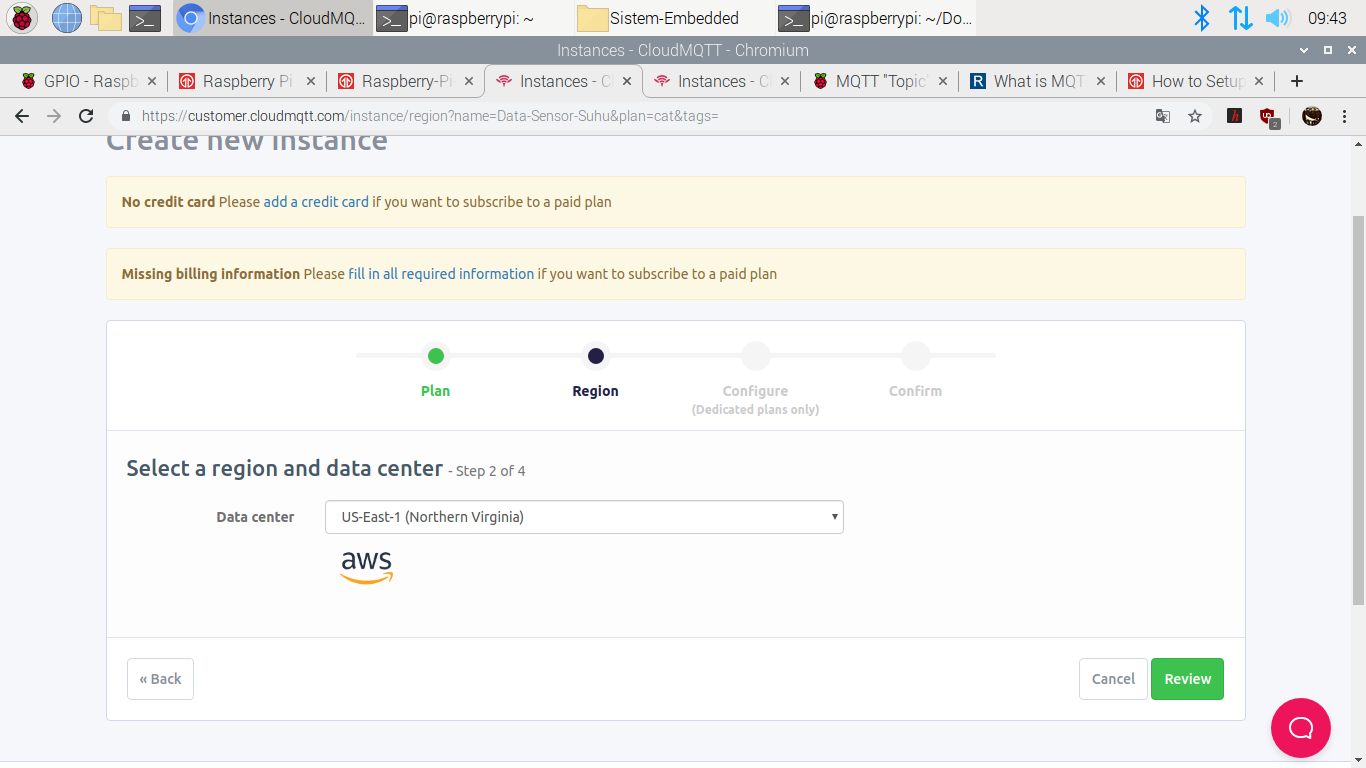 Instances - CloudMQ...
pi@raspberrypi: ~
Sistem-Embedded
pi@raspberrypi: ~/Do...
09:43
Instances - CloudMQTT - Chromium
GPIO - Raspb
Raspberry Pi
Raspberry-Pi
Instances - Cl
Instances - Cl
MQTT "Topic"
What is MQT
How to Setup
https://customer.cloudmqtt.com/instance/region?name=Data-Sensor-Suhu&plan=cat&tags=
2
Create new instance
No credit card Please add a credit card if you want to subscribe to a paid plan
Missing billing information Please fill in all required information if you want to subscribe to a paid plan
Plan
Region
Configure
(Dedicated plans only)
Confirm
Select a region and data center - Step 2 of 4
Data center
US-East-1 (Northern Virginia)
aws
« Back
Cancel
Review